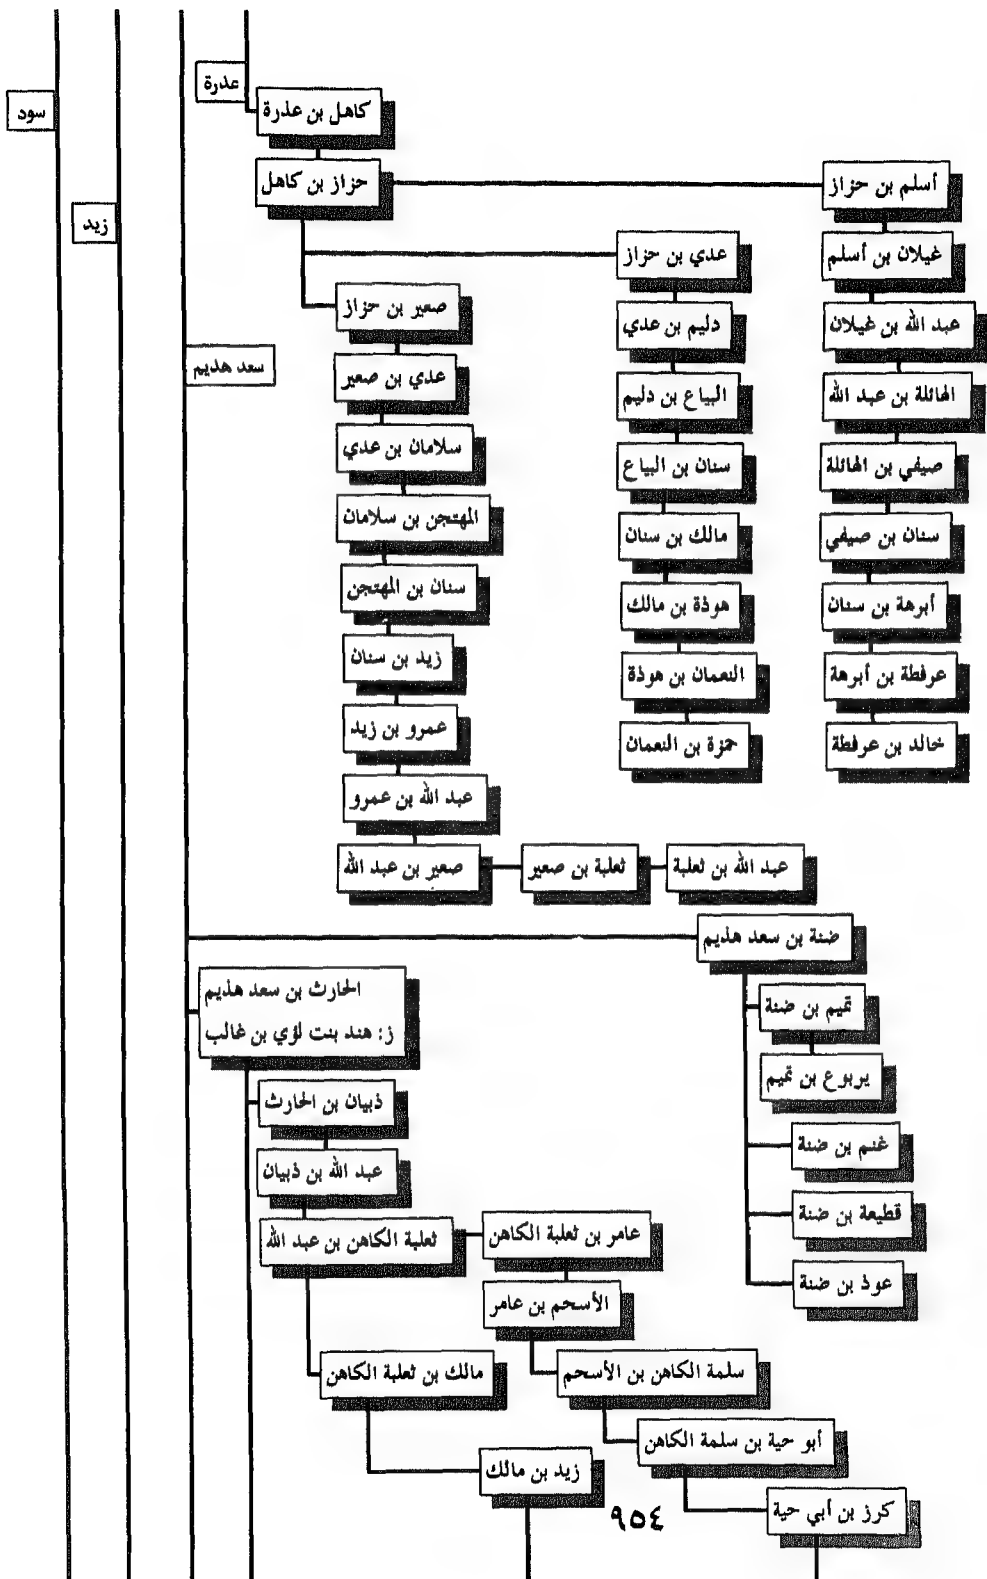 عذرة
سود
كاهل بن عذرة
حزاز بن كاهل
أسلم بن حزاز
زيد
عدي بن حزاز
غيلان بن أسلم
صعير بن حزاز
دليم بن عدي
عبد الله بن غيلان
سعد هذيم
عدي بن صعير
البياع بن دليم
الهائلة بن عبد الله
سلامان بن عدي
سنان بن البياع
صيفي بن الهائلة
المهتجن بن سلامان
مالك بن سنان
سنان بن صيفي
سنان بن المهتجن
هوذة بن مالك
أبرهة بن سنان
زيد بن سنان
النعمان بن هوذة
عرفطة بن أبرهة
عمرو بن زيد
حمزة بن النعمان
خالد بن عرفطة
عبد الله بن عمرو
صعير بن عبد الله
ثعلبة بن صعير
عبد الله بن ثعلبة
ضنة بن سعد هذيم
الحارث بن سعد هذيم
ز: هند بنت لؤي بن غالب
تميم بن ضنة
يربوع بن تميم
ذبيان بن الحارث
غنم بن ضنة
عبد الله بن ذبيان
قطيعة بن ضنة
ثعلبة الكاهن بن عبد الله
عامر بن ثعلبة الكاهن
عوذ بن ضنة
الأسحم بن عامر
مالك بن ثعلبة الكاهن
سلمة الكاهن بن الأسحم
أبو حية بن سلمة الكاهن
زيد بن مالك
كرز بن أبي حية
٩٥٤